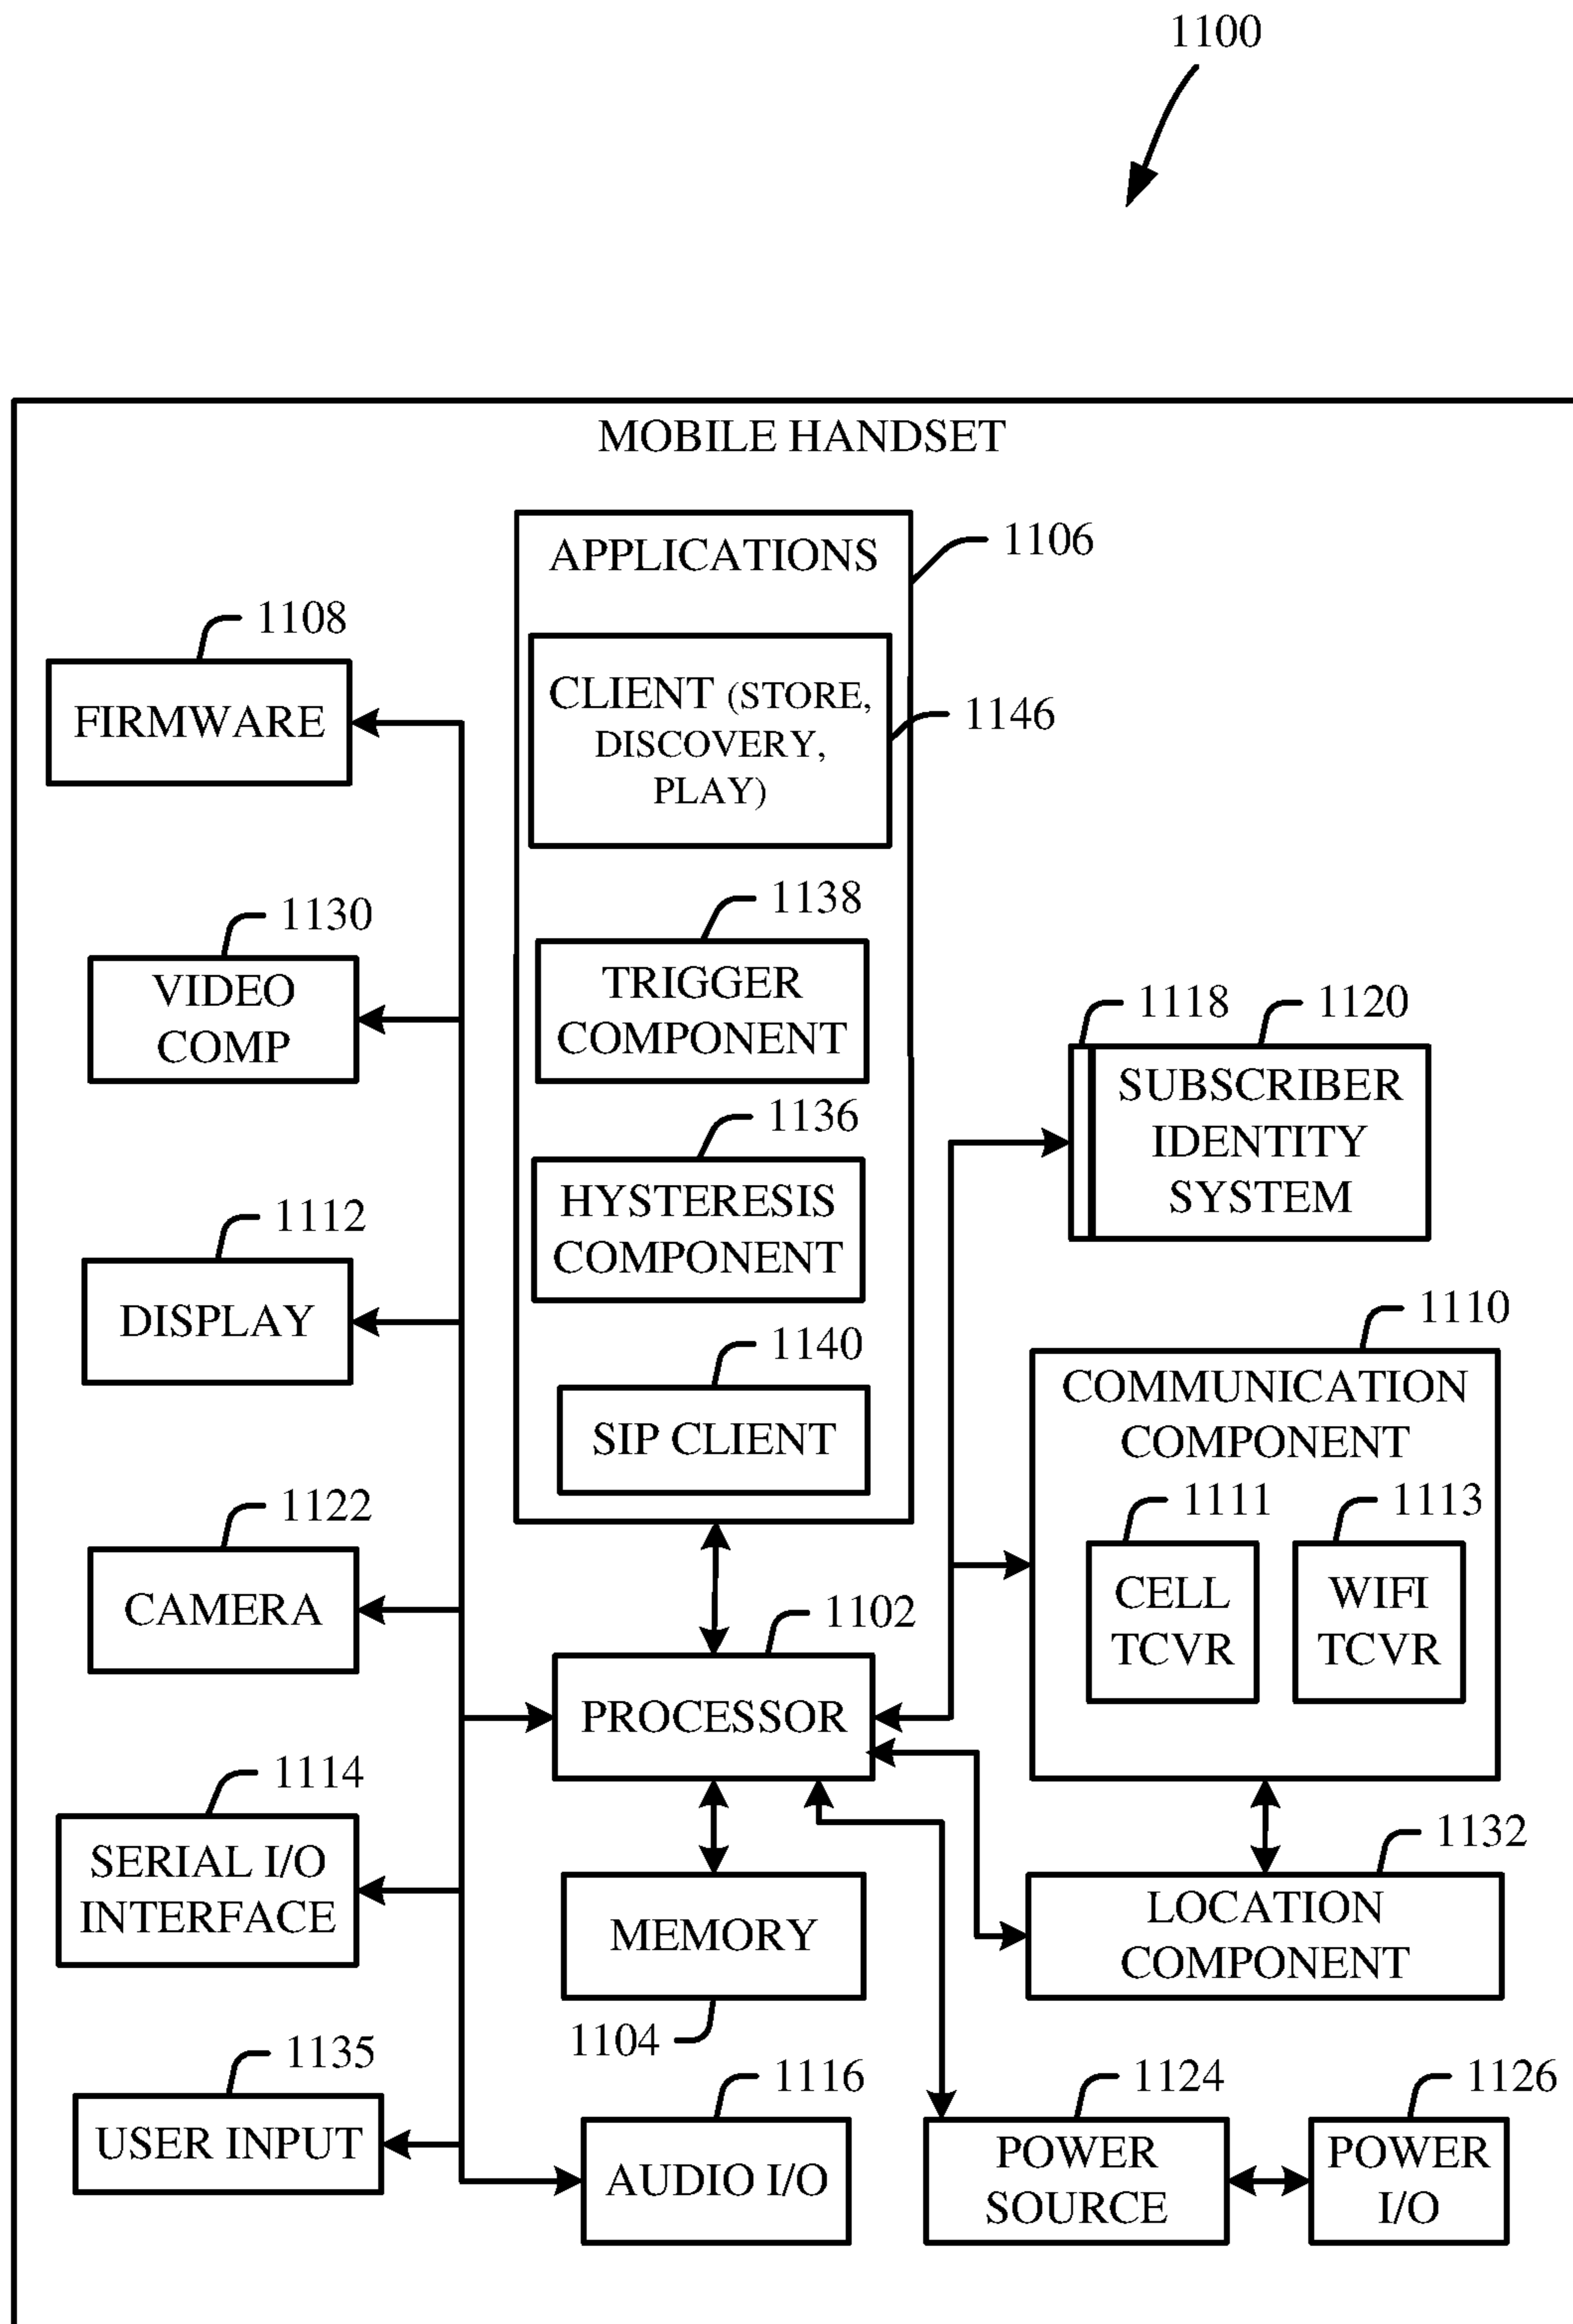 1100
MOBILE HANDSET
APPLICATIONS
1106
1108
FIRMWARE
CLIENT (STORE,
DISCOVERY,
PLAY)
1146
1130
VIDEO
COMP
1138
TRIGGER
COMPONENT
1118
1120
SUBSCRIBER
IDENTITY
SYSTEM
1136
HYSTERESIS
COMPONENT
1112
DISPLAY
1140
SIP CLIENT
1110
COMMUNICATION
COMPONENT
1111
1113
CELL
TCVR
WIFI
TCVR
1122
CAMERA
1102
PROCESSOR
1114
SERIAL I/O
INTERFACE
MEMORY
1104
1132
LOCATION
COMPONENT
1135
USER INPUT
1116
AUDIO I/O
1124
POWER
SOURCE
1126
POWER
I/O